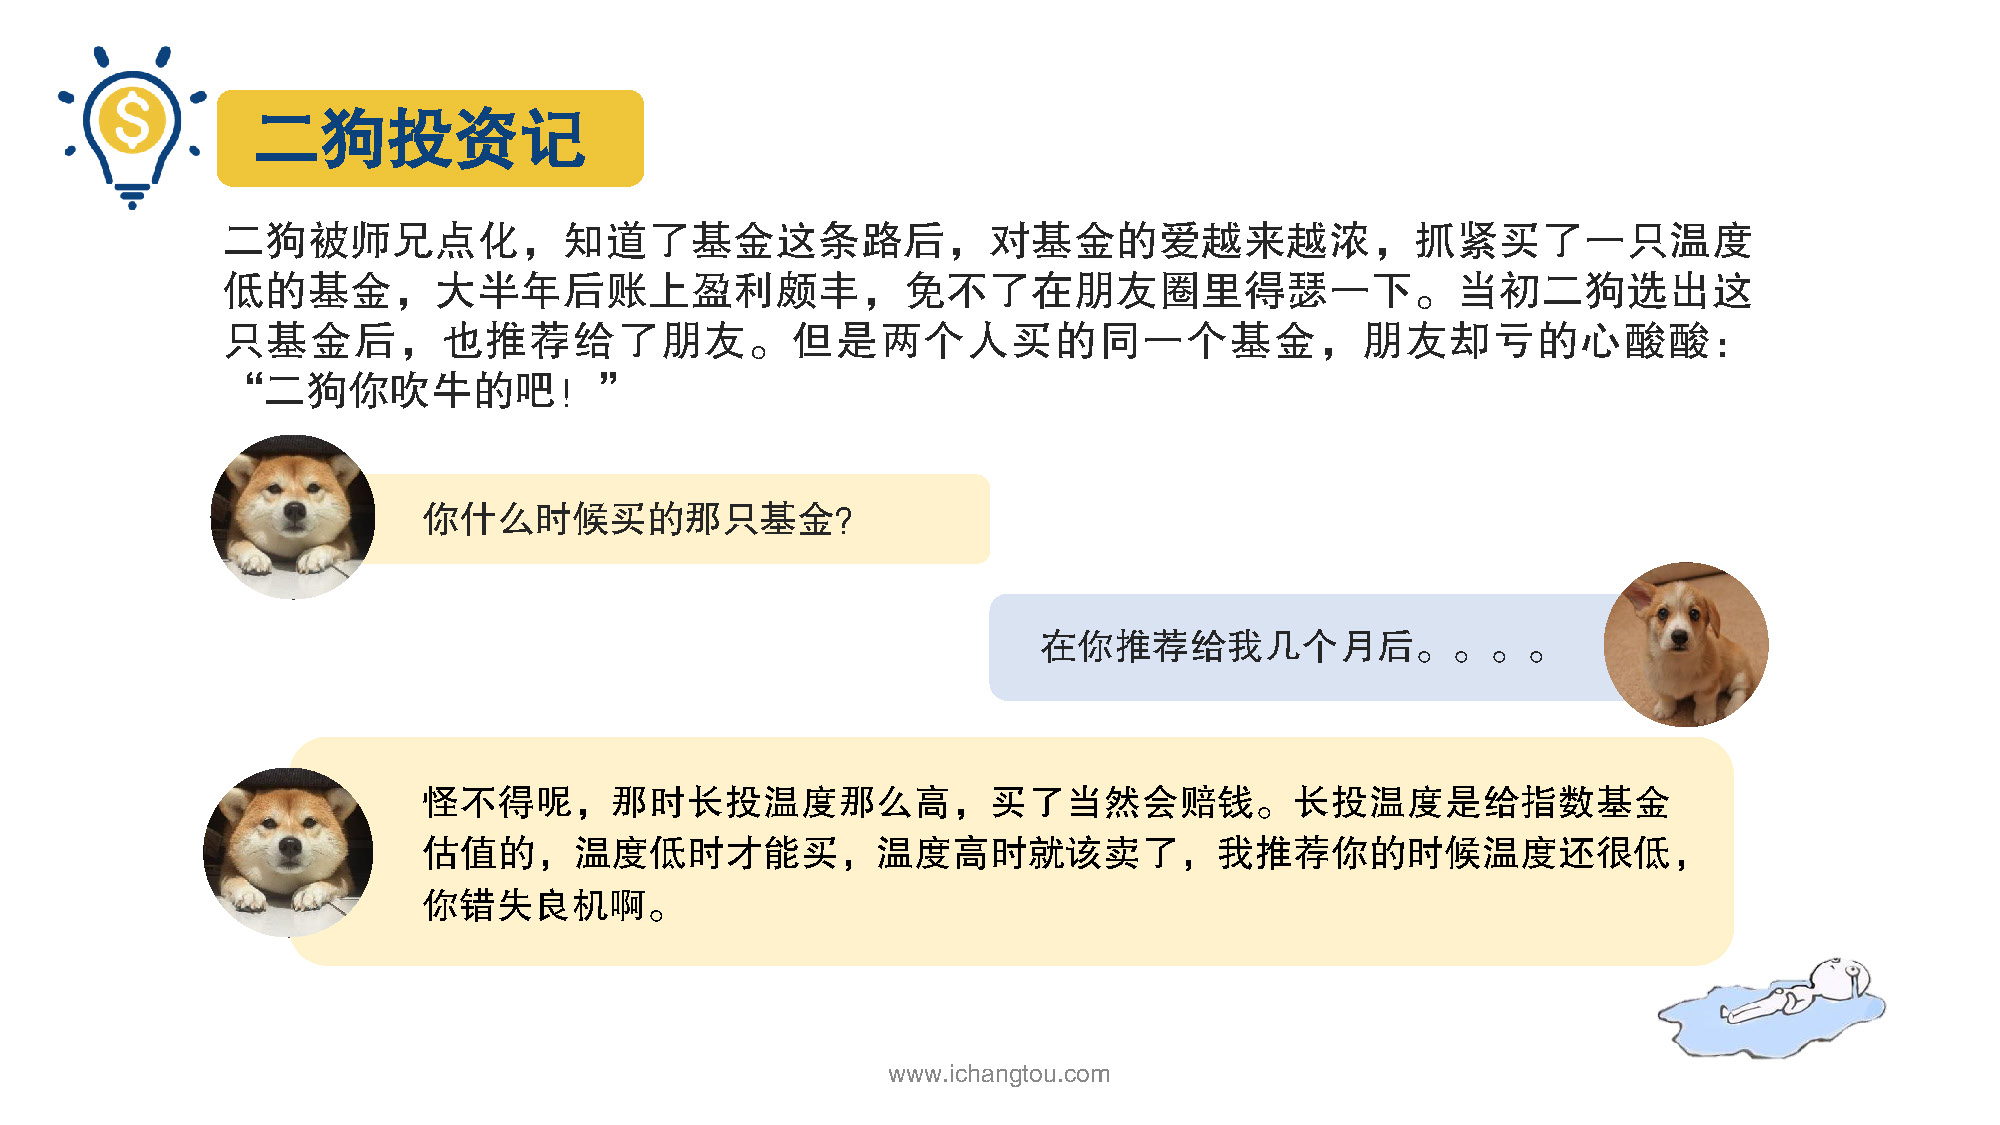 二狗投资记
二狗被师兄点化，知道了基金这条路后，对基金的爱越来越浓，抓紧买了一只温度
低的基金，大半年后账上盈利颇丰，免不了在朋友圈里得瑟一下。当初二狗选出这
只基金后，也推荐给了朋友。但是两个人买的同一个基金，朋友却亏的心酸酸：
“二狗你吹牛的吧！”
你什么时候买的那只基金？
在你推荐给我几个月后。。。。
怪不得呢，那时长投温度那么高，买了当然会赔钱。长投温度是给指数基金
估值的，温度低时才能买，温度高时就该卖了，我推荐你的时候温度还很低，
你错失良机啊。
www.ichangtou.com